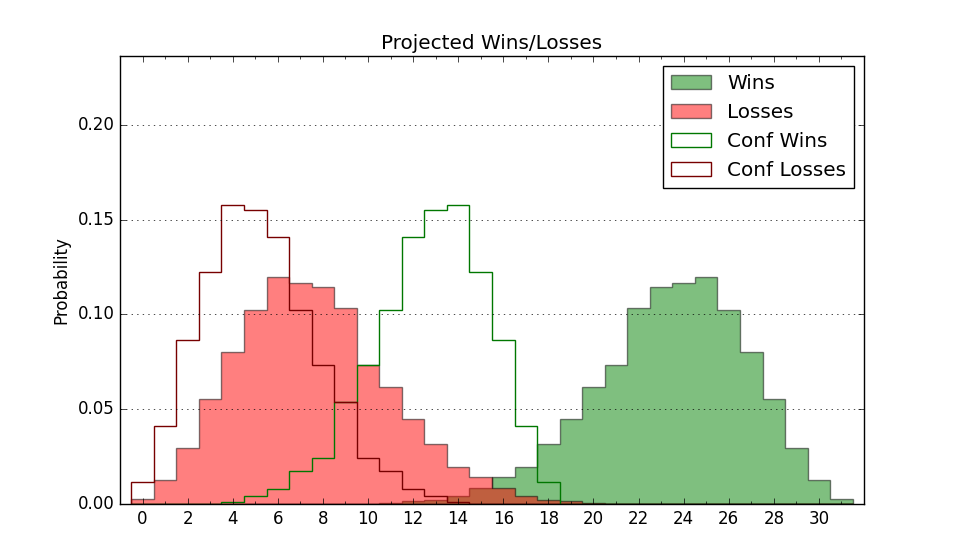 Projected Wins/Losses
Wins
Losses
Conf Wins
Conf Losses
Probability
0.20
0.15
0.10
0.05
0.00
0 2 4 6 8 10 12 14 16 18 20 22 24 26 28 30